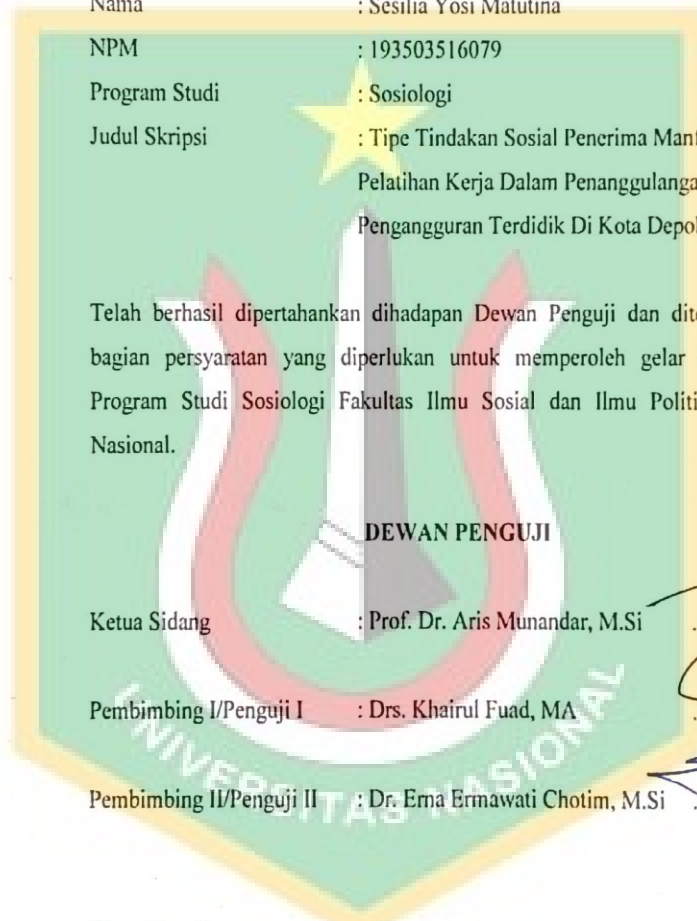 Nama : Sesilia Yosi Matutina
NPM : 193503516079
Program Studi : Sosiologi
Judul Skripsi : Tipe Tindakan Sosial Penerima
Pelatihan Kerja Dalam
Pengangguran Terdidik Di Kota
Telah berhasil dipertahankan dihadapan Dewan Penguji dan
bagian persyaratan yang diperlukan untuk memperoleh gelar
Program Studi Sosiologi Fakultas Ilmu Sosial dan Ilmu
Nasional.
DEWAN PENGUJI
Ketua Sidang : Prof. Dr. Aris Munandar, M.Si
Pembimbing I/Penguji I : Drs. Khairul Fuad, MA
Pembimbing II/Penguji II : Dr. Erna Ermawati Chotim, M.Si
UNIVERSITAS NASIONAL